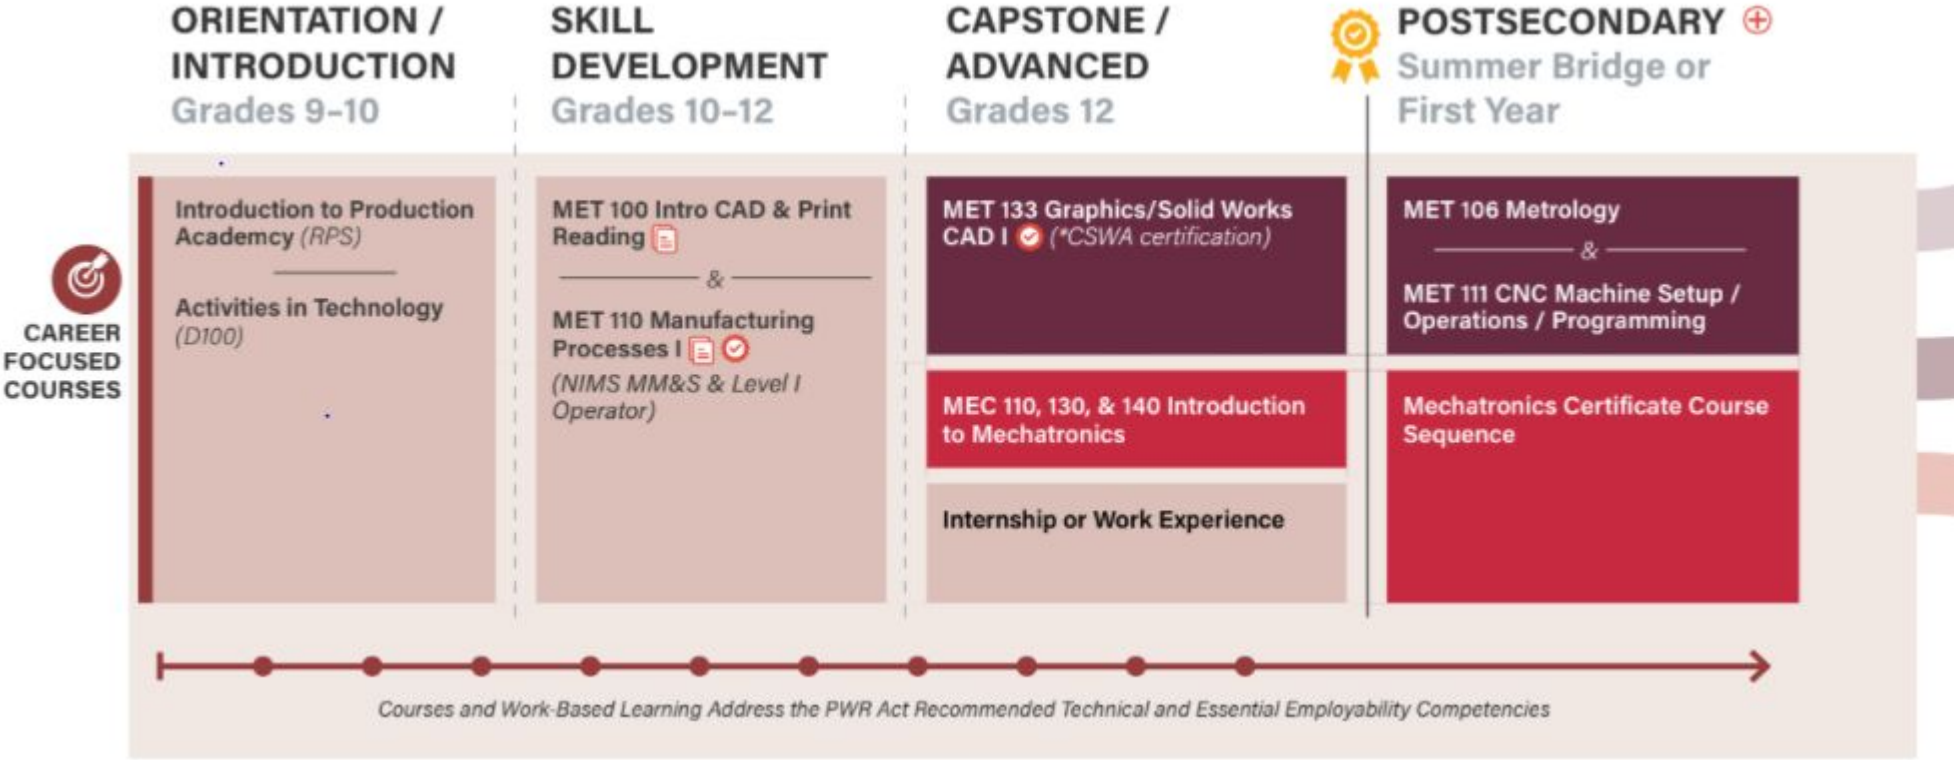 ORIENTATION /
INTRODUCTION
Grades 9–10
SKILL
DEVELOPMENT
Grades 10–12
CAPSTONE /
ADVANCED
Grades 12
POSTSECONDARY
Summer Bridge or
First Year
CAREER
FOCUSED
COURSES
Introduction to Production
Academcy (RPS)
Activities in Technology
(D100)
MET 100 Intro CAD & Print
Reading
&
MET 110 Manufacturing
Processes I
(NIMS MM&S & Level I
Operator)
MET 133 Graphics/Solid Works
CAD I (*CSWA certification)
MEC 110, 130, & 140 Introduction
to Mechatronics
Internship or Work Experience
MET 106 Metrology
&
MET 111 CNC Machine Setup /
Operations / Programming
Mechatronics Certificate Course
Sequence
Courses and Work-Based Learning Address the PWR Act Recommended Technical and Essential Employability Competencies